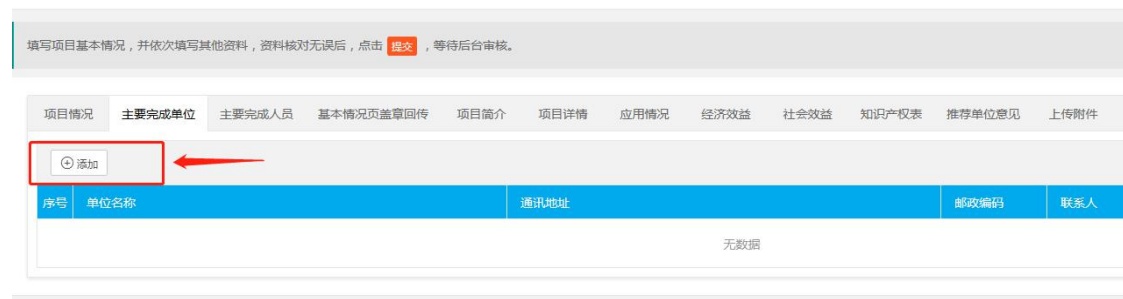 填写项目基本情况，并依次填写其他资料，资料核对无误后，点击 提交 ，等待后台审核。
项目情况 主要完成单位 主要完成人员 基本情况页盖章回传 项目简介 项目详情 应用情况 经济效益 社会效益 知识产权表 推荐单位意见 上传附件
添加
序号 单位名称 通讯地址 邮政编码 联系人
无数据